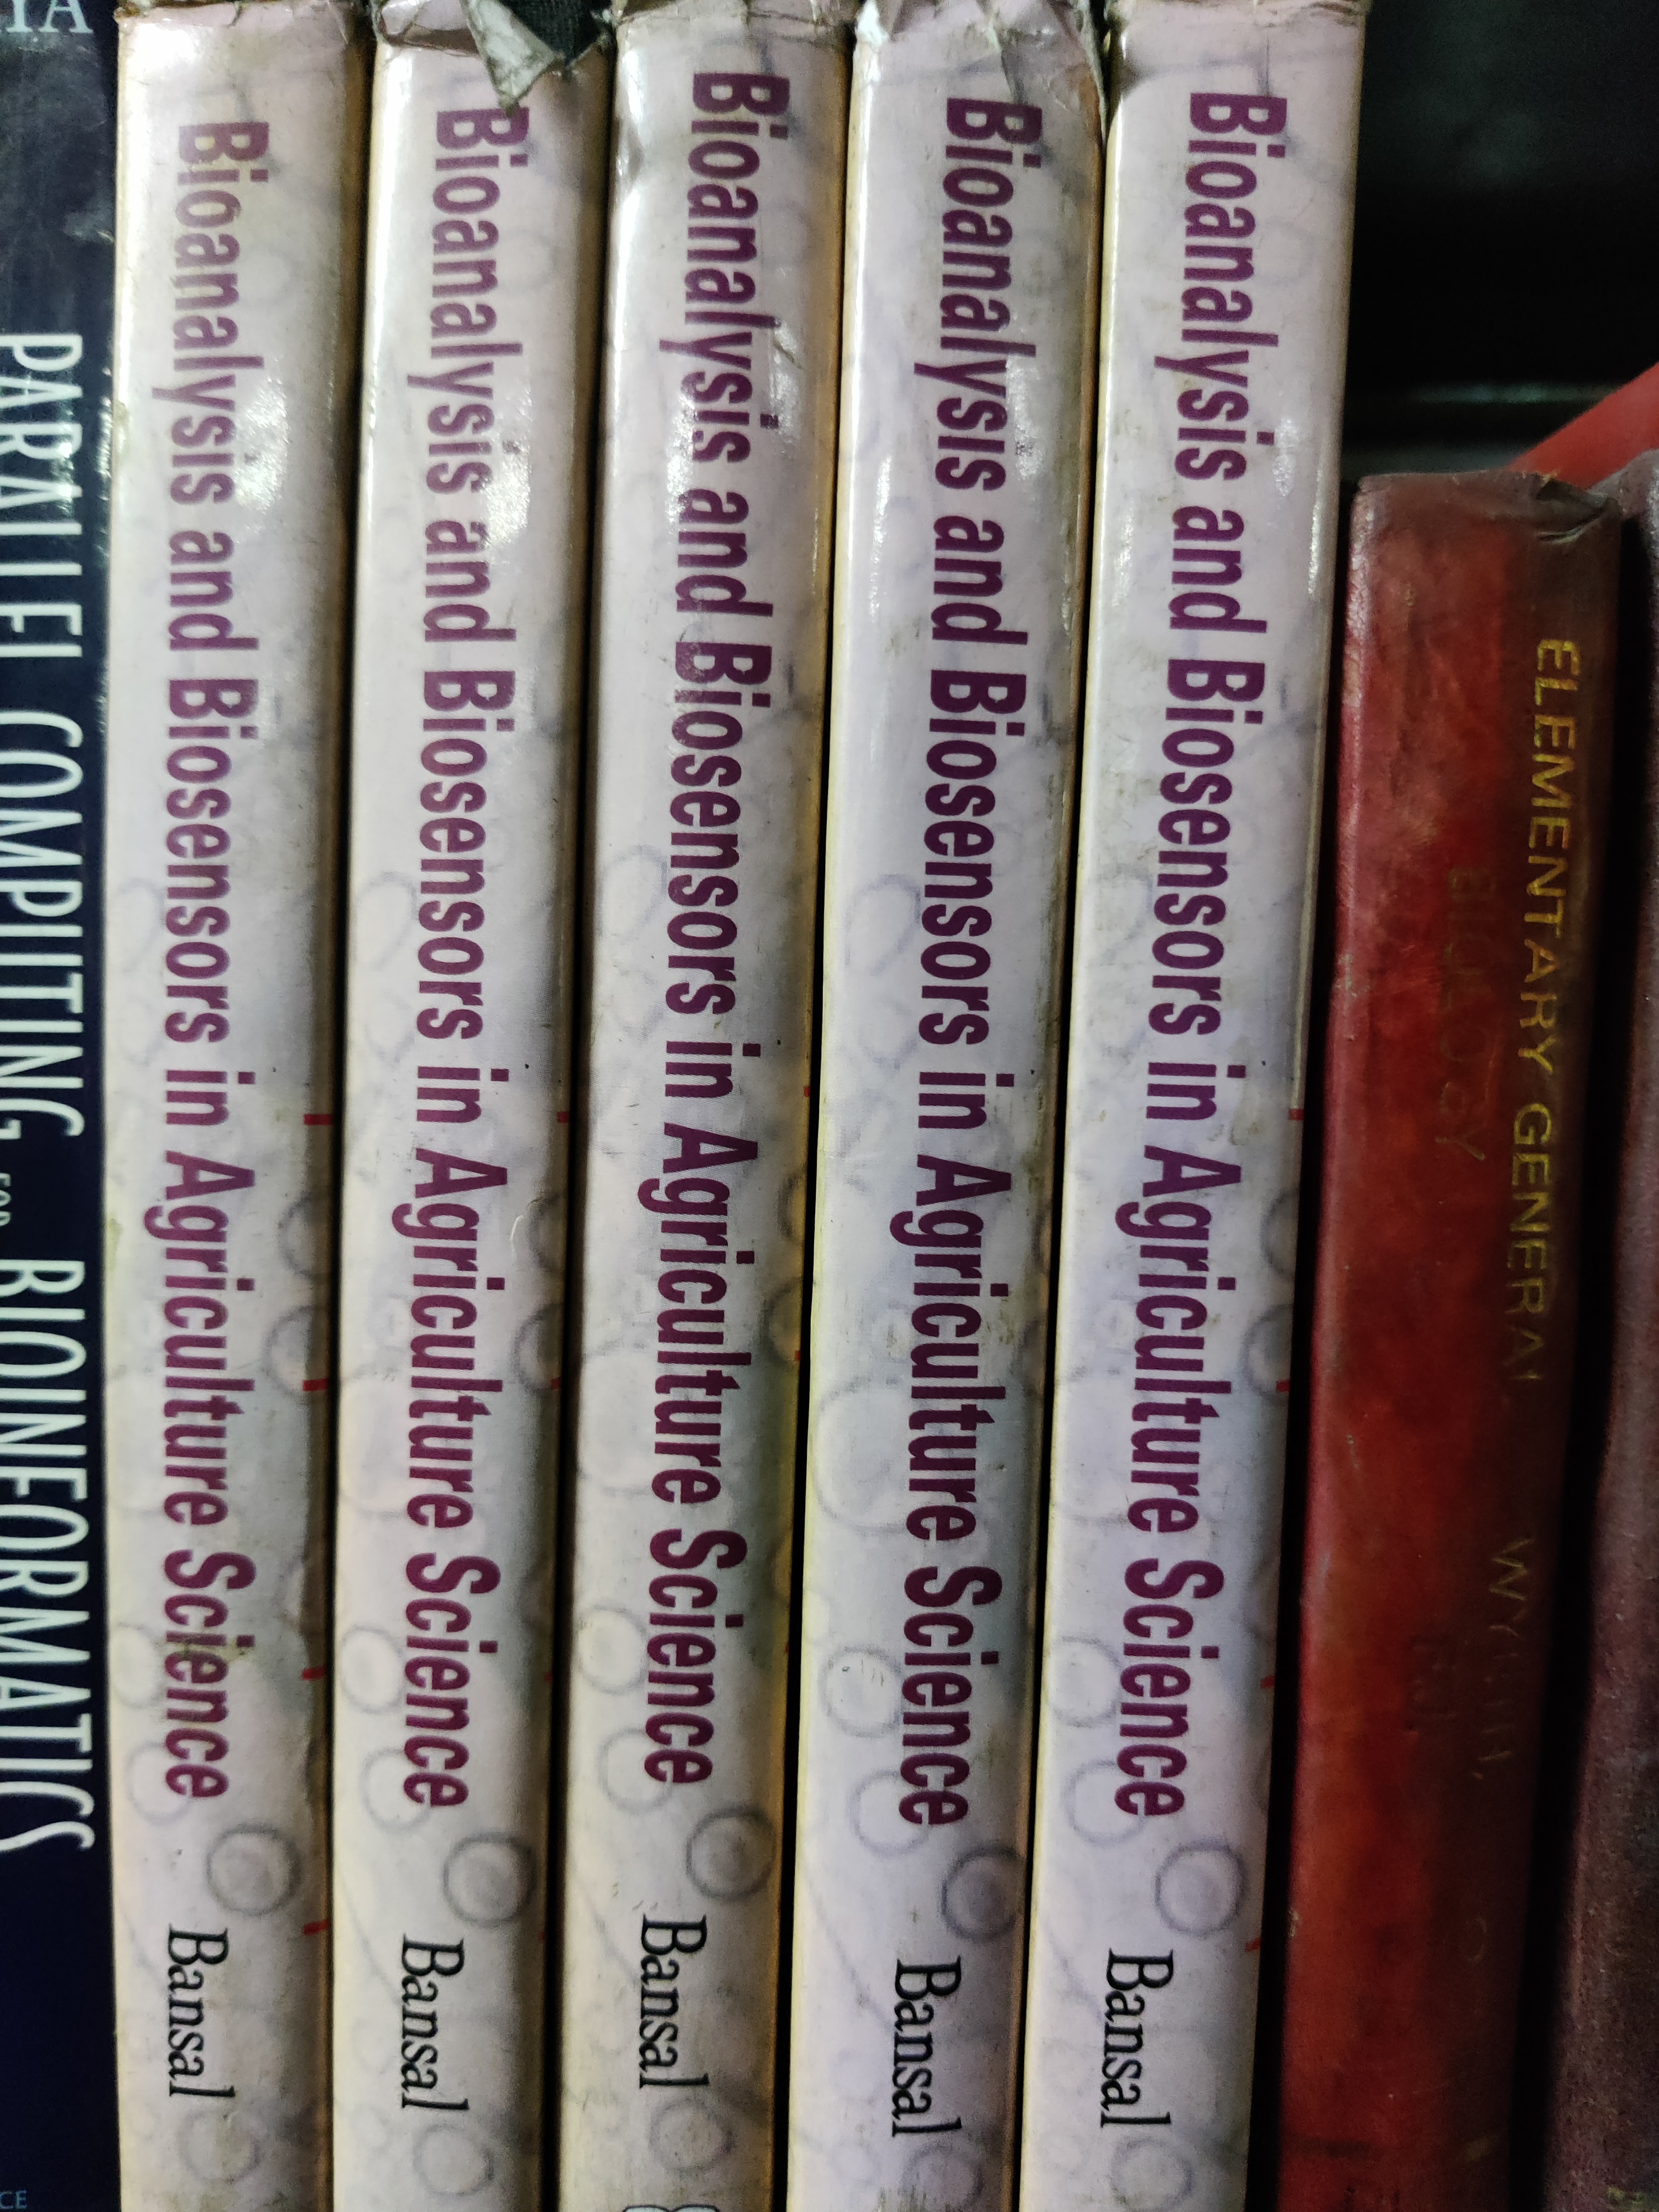 PARALLEL COMPUTING FOR BIOINFORMATICS
Bioanalysis and Biosensors in Agriculture Science Bansal
Bioanalysis and Biosensors in Agriculture Science Bansal
Bioanalysis and Biosensors in Agriculture Science Bansal
Bioanalysis and Biosensors in Agriculture Science Bansal
Bioanalysis and Biosensors in Agriculture Science Bansal
ELEMENTARY GENERAL
BIOLOGY